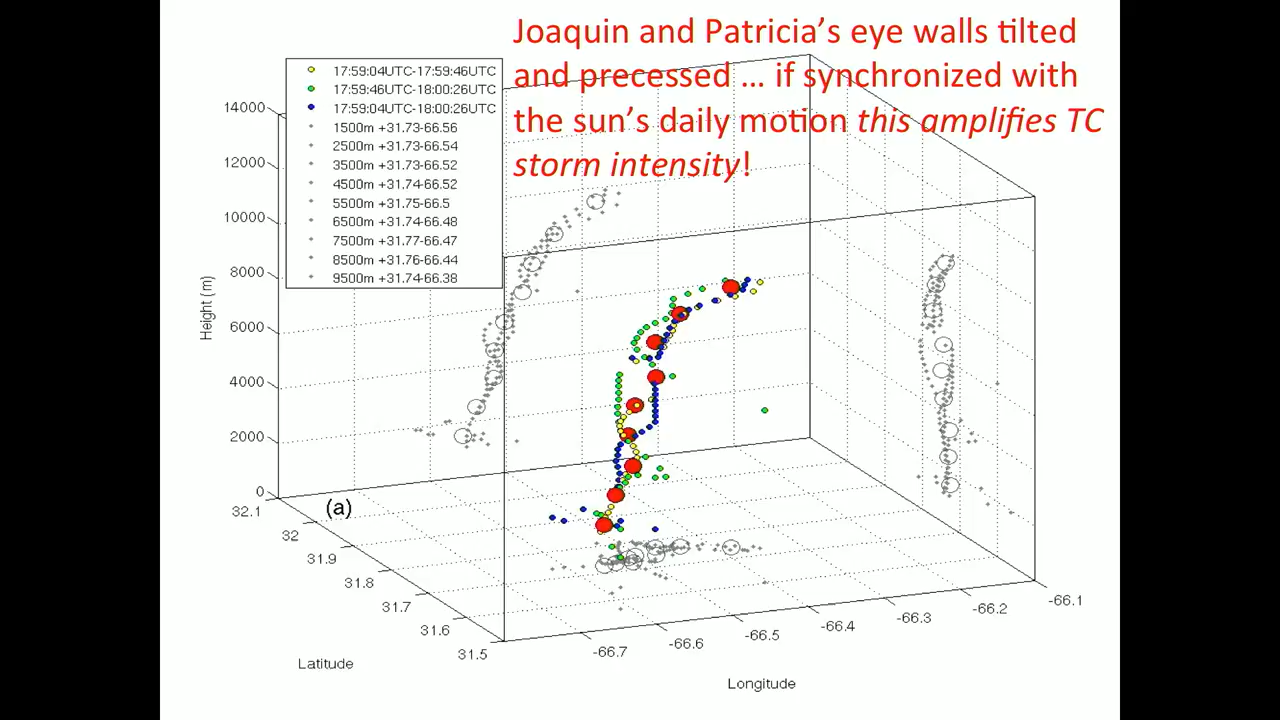 Joaquin and Patricia's eye walls tilted
and precessed ... if synchronized with
the sun's daily motion this amplifies TC
storm intensity!
17:59:04UTC-17:59:46UTC
17:59:46UTC-18:00:26UTC
17:59:04UTC-18:00:26UTC
1500m +31.73-66.56
2500m +31.73-66.54
3500m +31.73-66.52
4500m +31.74-66.52
5500m +31.75-66.5
6500m +31.74-66.48
7500m +31.77-66.47
8500m +31.76-66.44
9500m +31.74-66.38
14000
12000
10000
8000
6000
4000
2000
0
Height (m)
(a)
32.1
32
31.9
31.8
31.7
31.6
31.5
Latitude
-66.7
-66.6
-66.5
-66.4
-66.3
-66.2
-66.1
Longitude